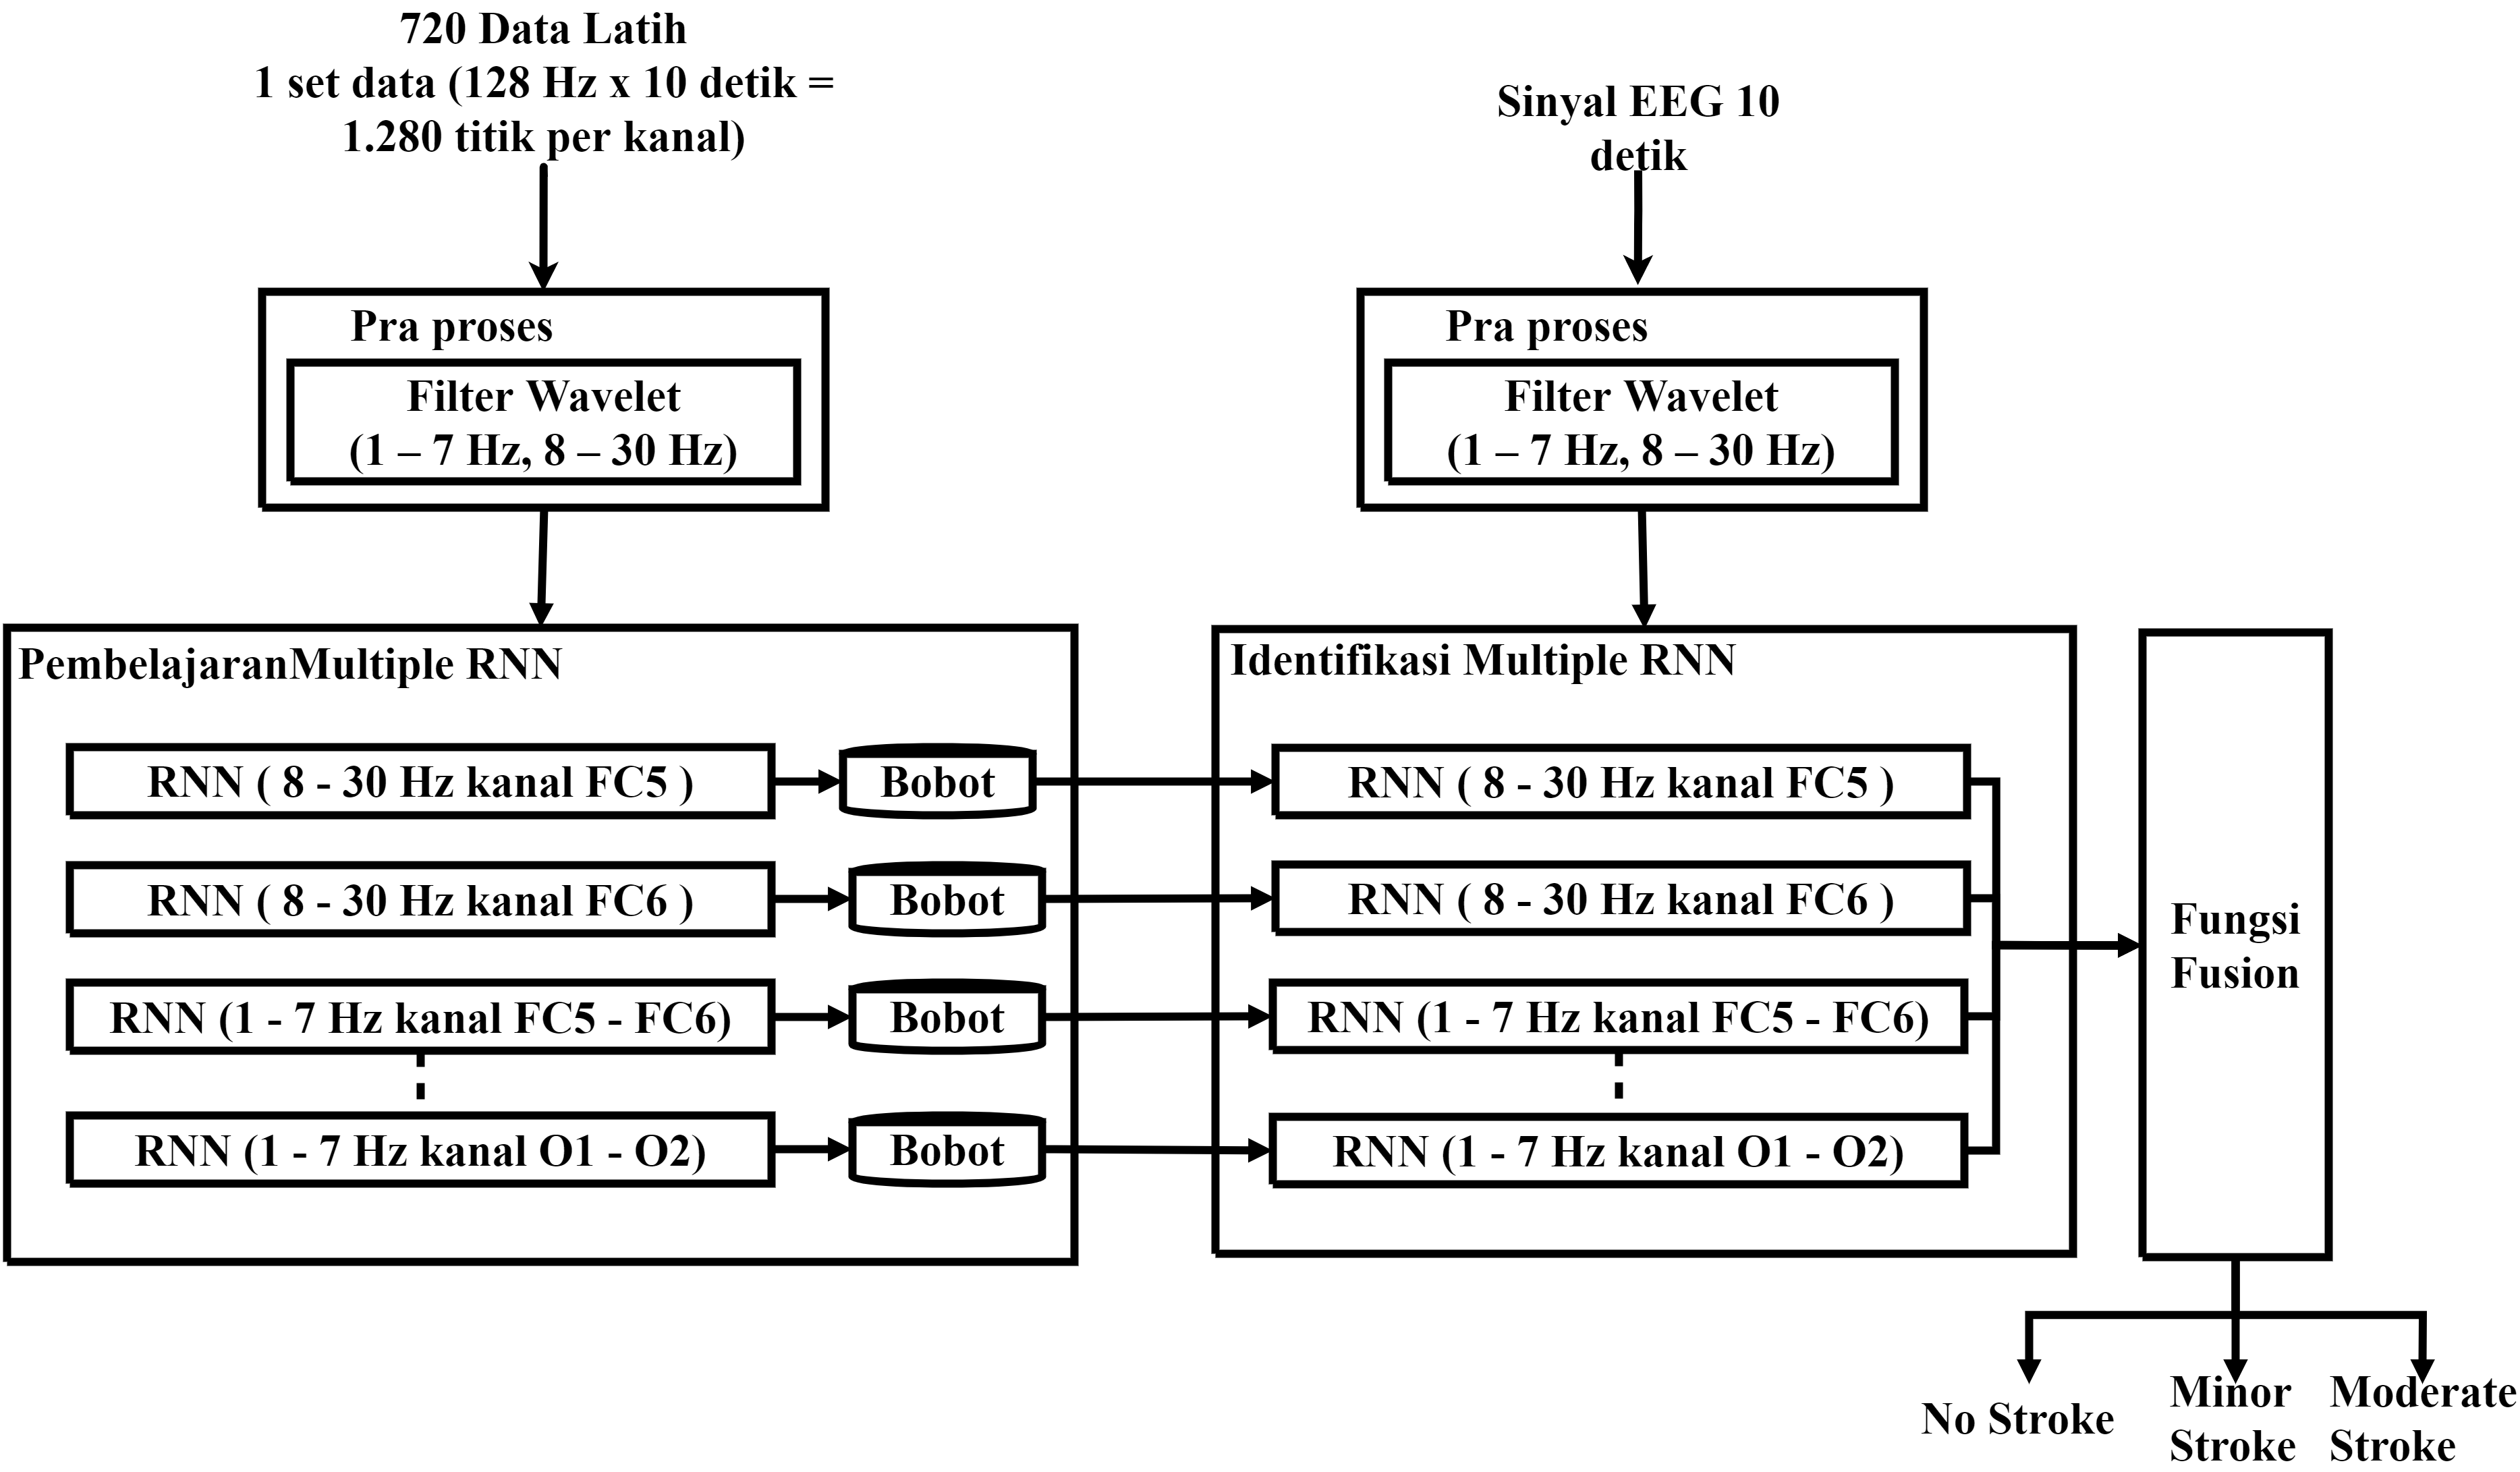 720 Data Latih
1 set data (128 Hz x 10 detik =
1.280 titik per kanal)
Sinyal EEG 10
detik
Pra proses
Filter Wavelet
(1 – 7 Hz, 8 – 30 Hz)
Pra proses
Filter Wavelet
(1 – 7 Hz, 8 – 30 Hz)
PembelajaranMultiple RNN
RNN ( 8 - 30 Hz kanal FC5 )
Bobot
RNN ( 8 - 30 Hz kanal FC6 )
Bobot
RNN (1 - 7 Hz kanal FC5 - FC6)
Bobot
RNN (1 - 7 Hz kanal O1 - O2)
Bobot
Identifikasi Multiple RNN
RNN ( 8 - 30 Hz kanal FC5 )
RNN ( 8 - 30 Hz kanal FC6 )
RNN (1 - 7 Hz kanal FC5 - FC6)
RNN (1 - 7 Hz kanal O1 - O2)
Fungsi
Fusion
No Stroke
Minor
Stroke
Moderate
Stroke